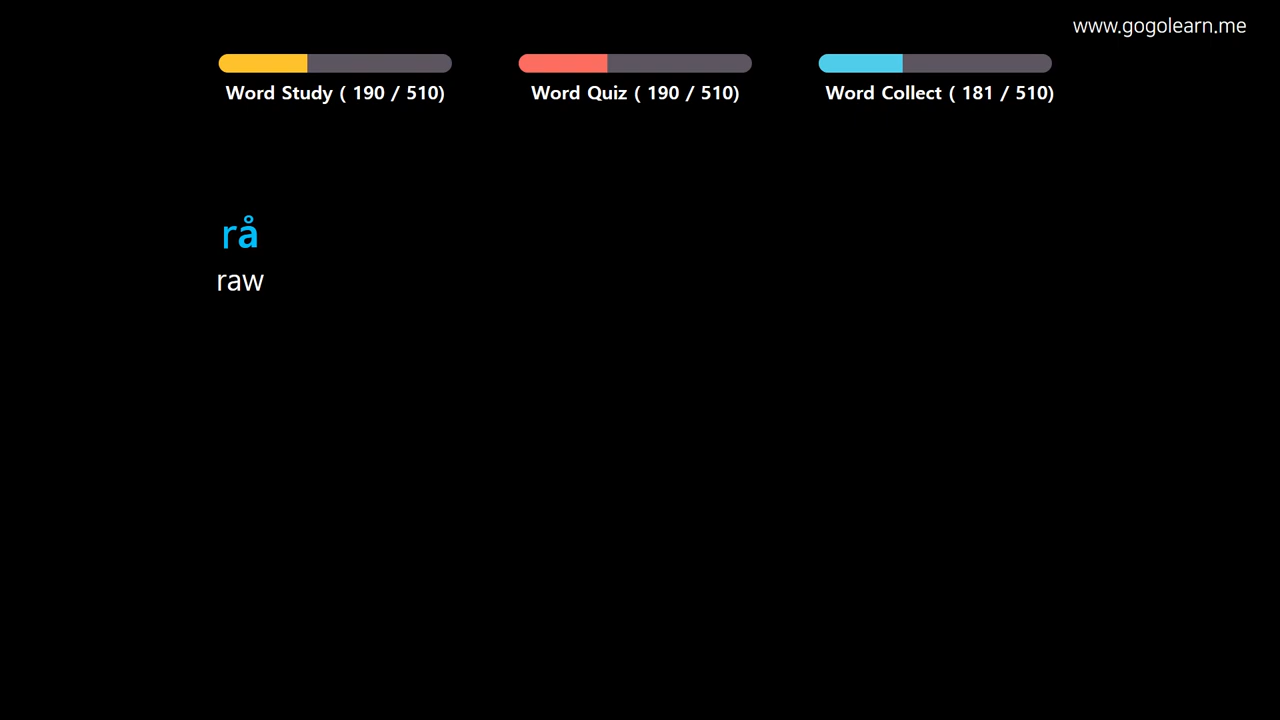 www.gogolearn.me
Word Study ( 190 / 510)
Word Quiz ( 190 / 510)
Word Collect ( 181 / 510)
rå
raw